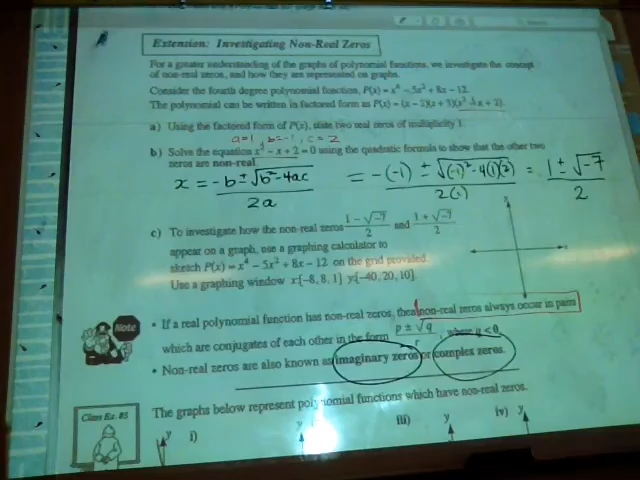 Extension: Investigating Non-Real Zeros
For a greater understanding of the graphs of polynomial functions, we investigate the concept
of non-real zeros, and how they are represented on graphs.
Consider the fourth degree polynomial function, P(x) = x⁴ − 5x² + 8x − 12.
The polynomial can be written in factored form as P(x) = (x − 2)(x + 3)(x² − x + 2).
a) Using the factored form of P(x), state two real zeros of multiplicity 1.
a=1, b=-1, c=2
b) Solve the equation x² − x + 2 = 0 using the quadratic formula to show that the other two
zeros are non-real
x = -b ± √b² - 4ac / 2a = -(-1) ± √(-1)² - 4(1)(2) / 2(1) = 1 ± √-7 / 2
c) To investigate how the non-real zeros 1 − √-7 / 2 and 1 + √-7 / 2
appear on a graph, use a graphing calculator to
sketch P(x) = x⁴ − 5x² + 8x − 12 on the grid provided.
Use a graphing window x:[−8, 8, 1] y:[−40, 20, 10].
Note
• If a real polynomial function has non-real zeros, then non-real zeros always occur in pairs
which are conjugates of each other in the form p ± √q / r, where q < 0.
• Non-real zeros are also known as imaginary zeros or complex zeros.
Class Ex. #5
The graphs below represent polynomial functions which have non-real zeros.
i) y y iii) y iv) y